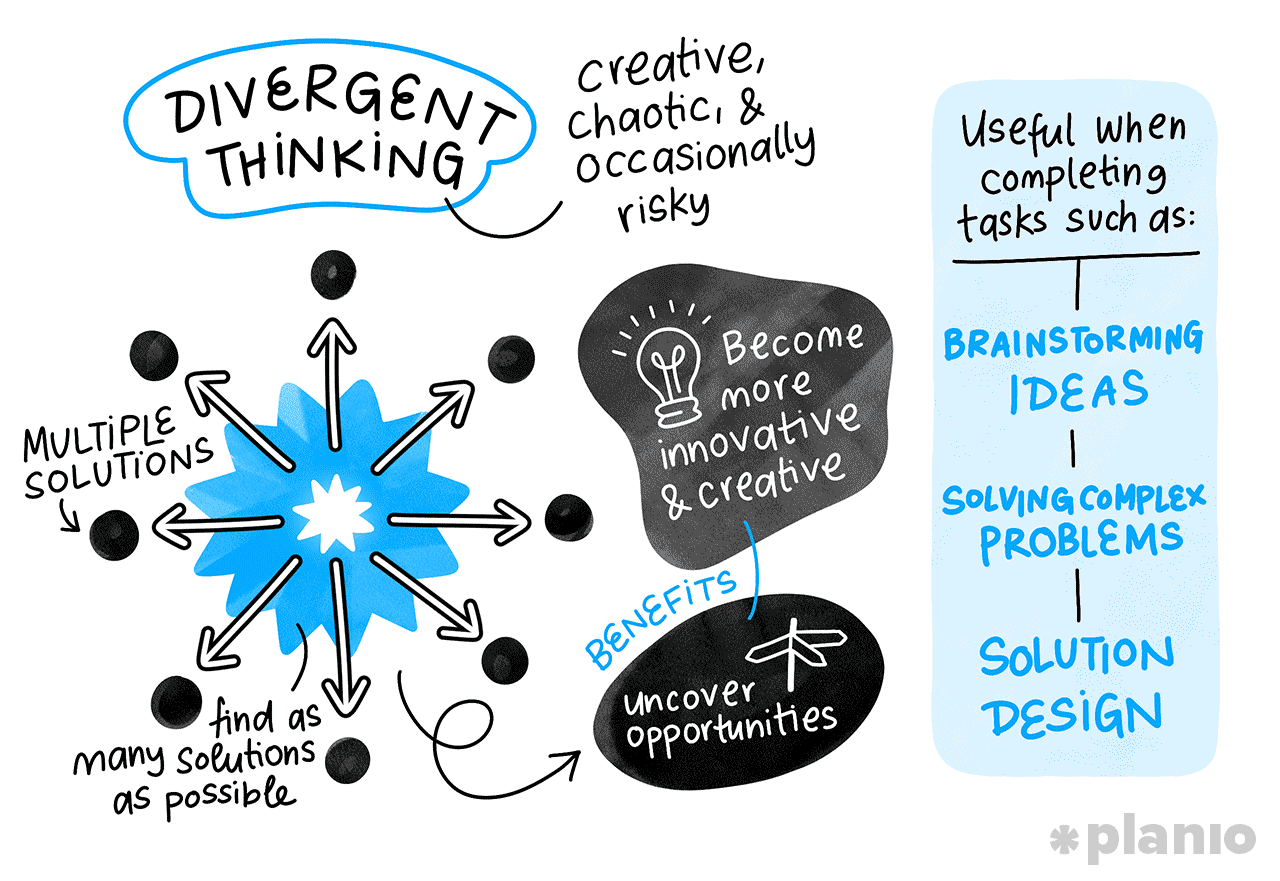 DIVERGENT
THINKING
creative,
chaotic, &
occasionally
risky
MULTIPLE
SOLUTIONS
find as
many solutions
as possible
Become
more
innovative
& creative
BENEFITS
uncover
opportunities
Useful when
completing
tasks such as:
BRAINSTORMING
IDEAS
SOLVING COMPLEX
PROBLEMS
SOLUTION
DESIGN
planio